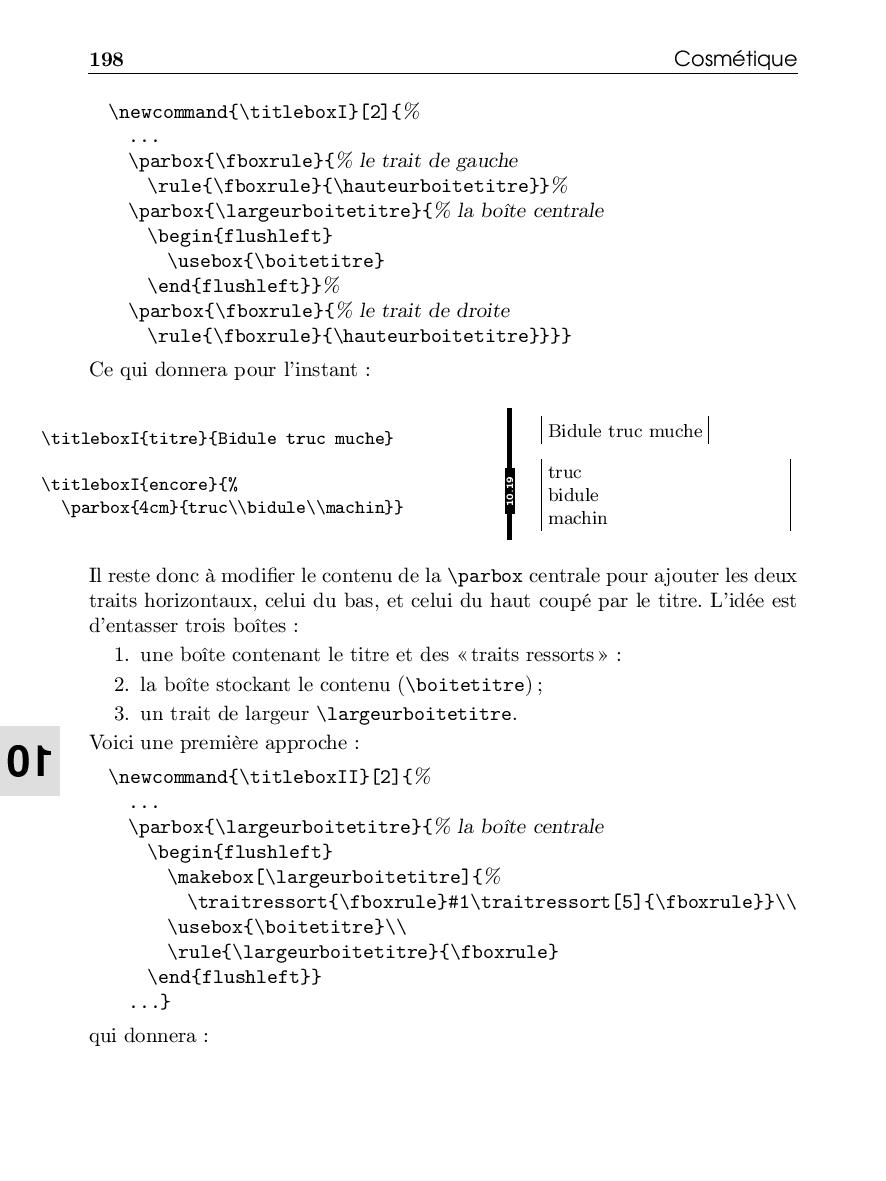 198 Cosmétique
\newcommand{\titleboxI}[2]{%
...
\parbox{\fboxrule}{% le trait de gauche
\rule{\fboxrule}{\hauteurboitetitre}}%
\parbox{\largeurboitetitre}{% la boîte centrale
\begin{flushleft}
\usebox{\boitetitre}
\end{flushleft}}%
\parbox{\fboxrule}{% le trait de droite
\rule{\fboxrule}{\hauteurboitetitre}}}}
Ce qui donnera pour l'instant :
\titleboxI{titre}{Bidule truc muche}
\titleboxI{encore}{%
\parbox{4cm}{truc\\bidule\\machin}}
10.19
Bidule truc muche
truc
bidule
machin
Il reste donc à modifier le contenu de la \parbox centrale pour ajouter les deux
traits horizontaux, celui du bas, et celui du haut coupé par le titre. L'idée est
d'entasser trois boîtes :
1. une boîte contenant le titre et des « traits ressorts » :
2. la boîte stockant le contenu (\boitetitre) ;
3. un trait de largeur \largeurboitetitre.
Voici une première approche :
10
\newcommand{\titleboxII}[2]{%
...
\parbox{\largeurboitetitre}{% la boîte centrale
\begin{flushleft}
\makebox[\largeurboitetitre]{%
\traitressort{\fboxrule}#1\traitressort[5]{\fboxrule}}\\
\usebox{\boitetitre}\\
\rule{\largeurboitetitre}{\fboxrule}
\end{flushleft}}
...}
qui donnera :